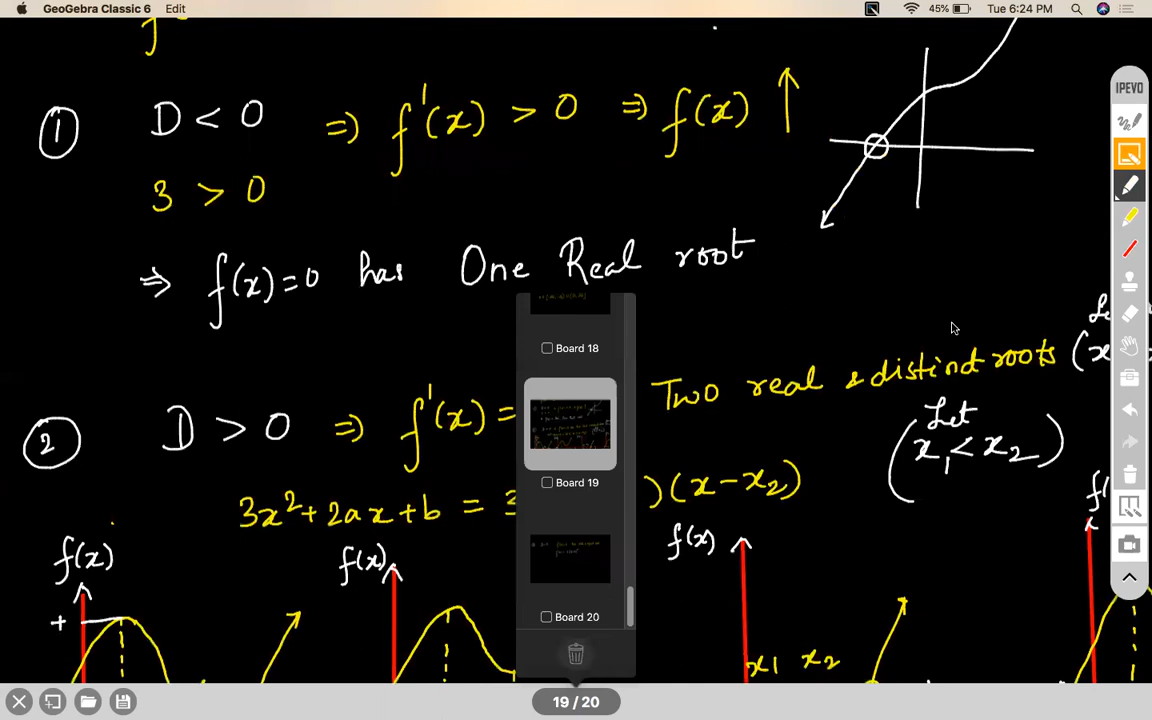 GeoGebra Classic 6 Edit 45% Tue 6:24 PM
IPEVO
① D < 0 ⇒ f'(x) > 0 ⇒ f(x) ↑
3 > 0
⇒ f(x)=0 has One Real root
Board 18
② D > 0 ⇒ f'(x) = Two real & distinct roots (x
(Let x₁ < x₂)
Board 19
3x²+2ax+b = 3 )(x-x₂)
f(x) f(x) f(x) f(
+
Board 20
x1 x2
19 / 20